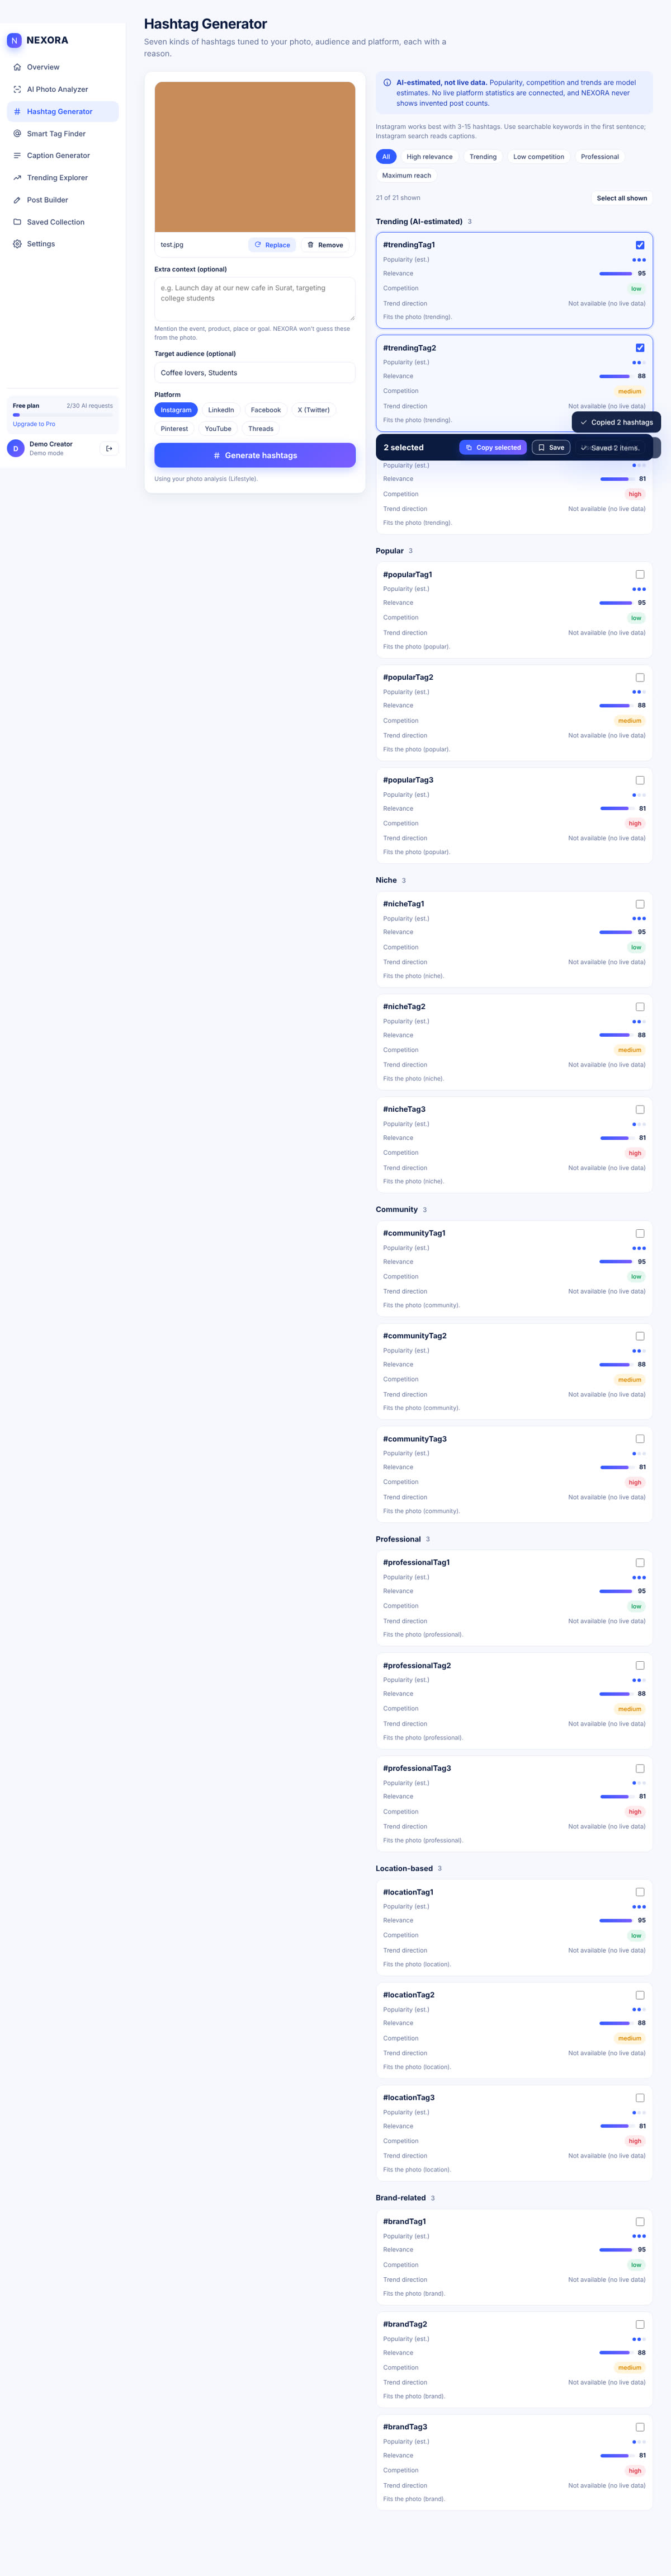 N NEXORA
Overview
AI Photo Analyzer
Hashtag Generator
Smart Tag Finder
Caption Generator
Trending Explorer
Post Builder
Saved Collection
Settings
Free plan 2/30 AI requests
Upgrade to Pro
D Demo Creator
Demo mode
Hashtag Generator
Seven kinds of hashtags tuned to your photo, audience and platform, each with a
reason.
test.jpg Replace Remove
Extra context (optional)
e.g. Launch day at our new cafe in Surat, targeting
college students
Mention the event, product, place or goal. NEXORA won't guess these
from the photo.
Target audience (optional)
Coffee lovers, Students
Platform
Instagram LinkedIn Facebook X (Twitter)
Pinterest YouTube Threads
# Generate hashtags
Using your photo analysis (Lifestyle).
AI-estimated, not live data. Popularity, competition and trends are model
estimates. No live platform statistics are connected, and NEXORA never
shows invented post counts.
Instagram works best with 3-15 hashtags. Use searchable keywords in the first sentence;
Instagram search reads captions.
All High relevance Trending Low competition Professional
Maximum reach
21 of 21 shown Select all shown
Trending (AI-estimated) 3
#trendingTag1
Popularity (est.)
Relevance 95
Competition low
Trend direction Not available (no live data)
Fits the photo (trending).
#trendingTag2
Popularity (est.)
Relevance 88
Competition medium
Trend direction Not available (no live data)
Fits the photo (trending).
Copied 2 hashtags
2 selected Copy selected Save Saved 2 items.
Popularity (est.)
Relevance 81
Competition high
Trend direction Not available (no live data)
Fits the photo (trending).
Popular 3
#popularTag1
Popularity (est.)
Relevance 95
Competition low
Trend direction Not available (no live data)
Fits the photo (popular).
#popularTag2
Popularity (est.)
Relevance 88
Competition medium
Trend direction Not available (no live data)
Fits the photo (popular).
#popularTag3
Popularity (est.)
Relevance 81
Competition high
Trend direction Not available (no live data)
Fits the photo (popular).
Niche 3
#nicheTag1
Popularity (est.)
Relevance 95
Competition low
Trend direction Not available (no live data)
Fits the photo (niche).
#nicheTag2
Popularity (est.)
Relevance 88
Competition medium
Trend direction Not available (no live data)
Fits the photo (niche).
#nicheTag3
Popularity (est.)
Relevance 81
Competition high
Trend direction Not available (no live data)
Fits the photo (niche).
Community 3
#communityTag1
Popularity (est.)
Relevance 95
Competition low
Trend direction Not available (no live data)
Fits the photo (community).
#communityTag2
Popularity (est.)
Relevance 88
Competition medium
Trend direction Not available (no live data)
Fits the photo (community).
#communityTag3
Popularity (est.)
Relevance 81
Competition high
Trend direction Not available (no live data)
Fits the photo (community).
Professional 3
#professionalTag1
Popularity (est.)
Relevance 95
Competition low
Trend direction Not available (no live data)
Fits the photo (professional).
#professionalTag2
Popularity (est.)
Relevance 88
Competition medium
Trend direction Not available (no live data)
Fits the photo (professional).
#professionalTag3
Popularity (est.)
Relevance 81
Competition high
Trend direction Not available (no live data)
Fits the photo (professional).
Location-based 3
#locationTag1
Popularity (est.)
Relevance 95
Competition low
Trend direction Not available (no live data)
Fits the photo (location).
#locationTag2
Popularity (est.)
Relevance 88
Competition medium
Trend direction Not available (no live data)
Fits the photo (location).
#locationTag3
Popularity (est.)
Relevance 81
Competition high
Trend direction Not available (no live data)
Fits the photo (location).
Brand-related 3
#brandTag1
Popularity (est.)
Relevance 95
Competition low
Trend direction Not available (no live data)
Fits the photo (brand).
#brandTag2
Popularity (est.)
Relevance 88
Competition medium
Trend direction Not available (no live data)
Fits the photo (brand).
#brandTag3
Popularity (est.)
Relevance 81
Competition high
Trend direction Not available (no live data)
Fits the photo (brand).